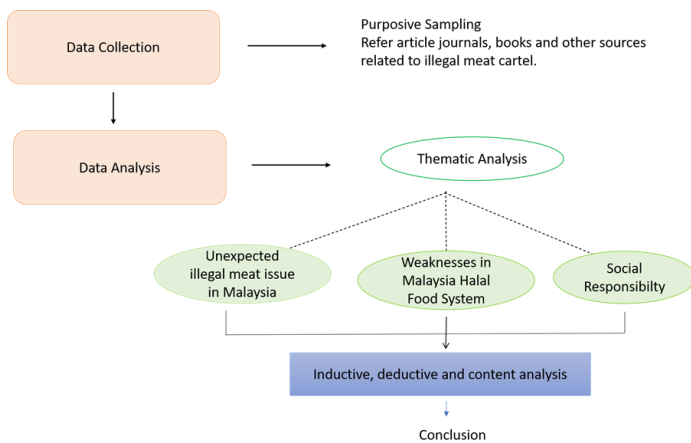 Data Collection
Purposive Sampling
Refer article journals, books and other sources
related to illegal meat cartel.
Data Analysis
Thematic Analysis
Unexpected
illegal meat issue
in Malaysia
Weaknesses in
Malaysia Halal
Food System
Social
Responsibilty
Inductive, deductive and content analysis
Conclusion